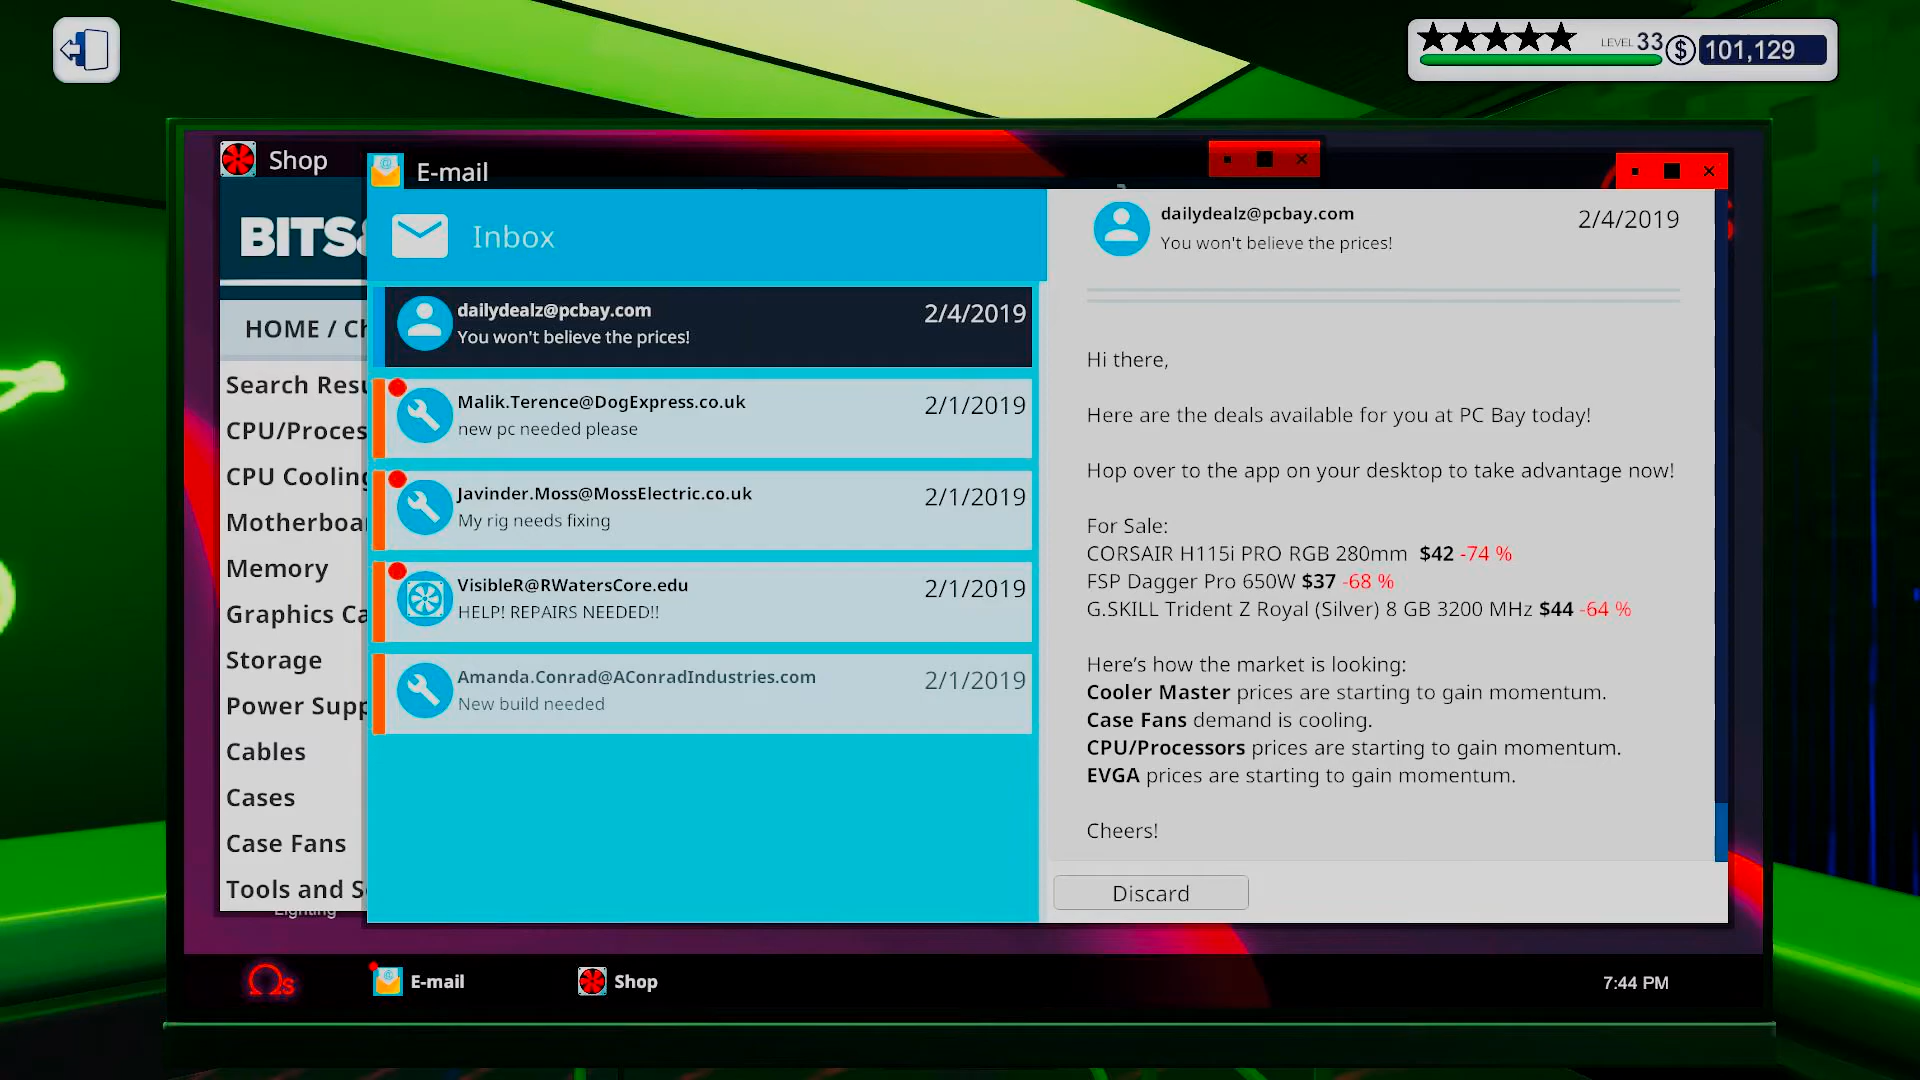 LEVEL 33
$ 101,129
Shop
E-mail
BITS&
Inbox
HOME /
Search
CPU/Proces
CPU Cooling
Motherboa
Memory
Graphics Ca
Storage
Power Supp
Cables
Cases
Case Fans
Tools and S
Lighting
dailydealz@pcbay.com
2/4/2019
You won't believe the prices!
Malik.Terence@DogExpress.co.uk
2/1/2019
new pc needed please
Javinder.Moss@MossElectric.co.uk
2/1/2019
My rig needs fixing
VisibleR@RWatersCore.edu
2/1/2019
HELP! REPAIRS NEEDED!!
Amanda.Conrad@AConradIndustries.com
2/1/2019
New build needed
dailydealz@pcbay.com
2/4/2019
You won't believe the prices!
Hi there,
Here are the deals available for you at PC Bay today!
Hop over to the app on your desktop to take advantage now!
For Sale:
CORSAIR H115i PRO RGB 280mm $42 -74 %
FSP Dagger Pro 650W $37 -68 %
G.SKILL Trident Z Royal (Silver) 8 GB 3200 MHz $44 -64 %
Here's how the market is looking:
Cooler Master prices are starting to gain momentum.
Case Fans demand is cooling.
CPU/Processors prices are starting to gain momentum.
EVGA prices are starting to gain momentum.
Cheers!
Discard
Ωs
E-mail
Shop
7:44 PM